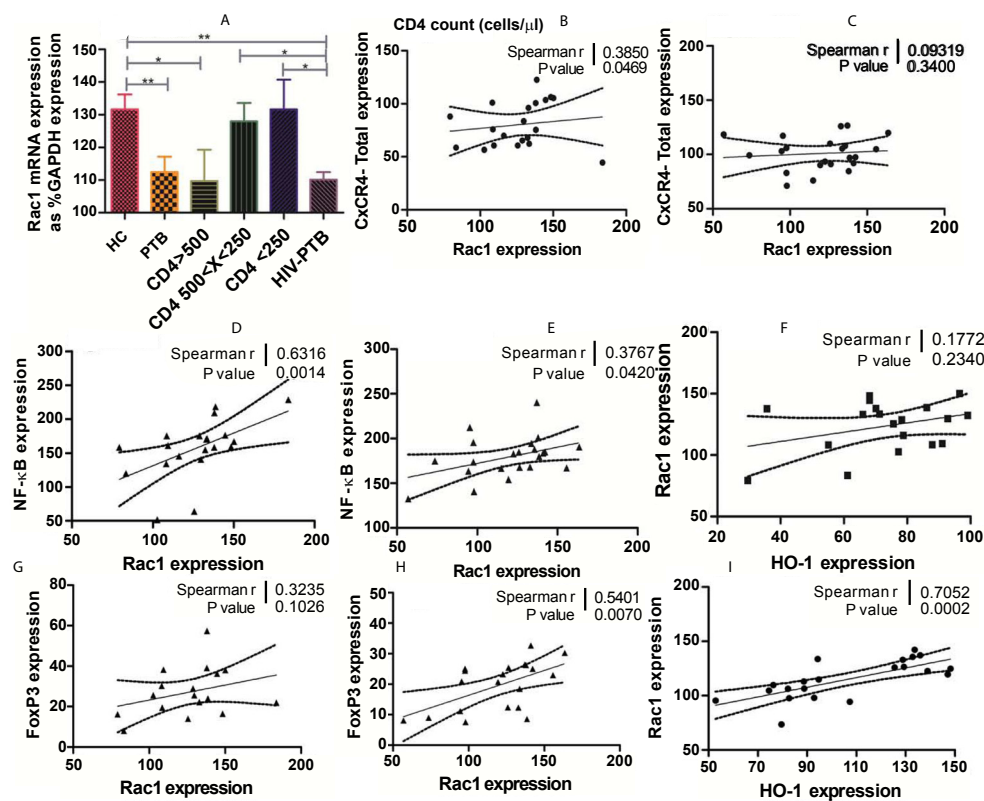 A
Rac1 mRNA expression
as %GAPDH expression
150
140
130
120
110
100
**
*
**
*
*
HC
PTB
CD4>500
CD4 500<X<250
CD4 <250
HIV-PTB
B
CD4 count (cells/µl)
Spearman r 0.3850
P value 0.0469
CxCR4- Total expression
200
150
100
50
0
50 100 150 200
Rac1 expression
C
Spearman r 0.09319
P value 0.3400
CxCR4- Total expression
200
150
100
50
0
50 100 150 200
Rac1 expression
D
Spearman r 0.6316
P value 0.0014
NF-κB expression
300
250
200
150
100
50
50 100 150 200
Rac1 expression
E
Spearman r 0.3767
P value 0.0420*
NF-κB expression
300
250
200
150
100
50 100 150 200
Rac1 expression
F
Spearman r 0.1772
P value 0.2340
Rac1 expression
200
150
100
50
20 40 60 80 100
HO-1 expression
G
Spearman r 0.3235
P value 0.1026
FoxP3 expression
80
60
40
20
0
50 100 150 200
Rac1 expression
H
Spearman r 0.5401
P value 0.0070
FoxP3 expression
50
40
30
20
10
0
50 100 150 200
Rac1 expression
I
Spearman r 0.7052
P value 0.0002
Rac1 expression
200
150
100
50
50 70 90 110 130 150
HO-1 expression